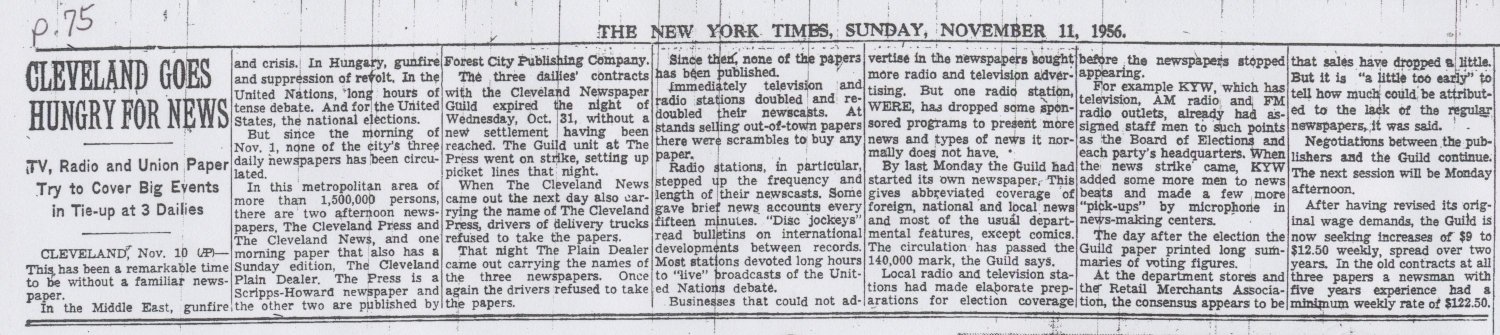 p.75
THE NEW YORK TIMES, SUNDAY, NOVEMBER 11, 1956.
CLEVELAND GOES
HUNGRY FOR NEWS
TV, Radio and Union Paper
Try to Cover Big Events
in Tie-up at 3 Dailies
CLEVELAND, Nov. 10 (AP)—
This has been a remarkable time
to be without a familiar news-
paper.
In the Middle East, gunfire
and crisis. In Hungary, gunfire
and suppression of revolt. In the
United Nations, long hours of
tense debate. And for the United
States, the national elections.
But since the morning of
Nov. 1, none of the city's three
daily newspapers has been circu-
lated.
In this metropolitan area of
more than 1,500,000 persons,
there are two afternoon news-
papers, The Cleveland Press and
The Cleveland News, and one
morning paper that also has a
Sunday edition, The Cleveland
Plain Dealer. The Press is a
Scripps-Howard newspaper and
the other two are published by
Forest City Publishing Company.
The three dailies' contracts
with the Cleveland Newspaper
Guild expired the night of
Wednesday, Oct. 31, without a
new settlement having been
reached. The Guild unit at The
Press went on strike, setting up
picket lines that night.
When The Cleveland News
came out the next day also car-
rying the name of The Cleveland
Press, drivers of delivery trucks
refused to take the papers.
That night The Plain Dealer
came out carrying the names of
the three newspapers. Once
again the drivers refused to take
the papers.
Since then, none of the papers
has been published.
Immediately television and
radio stations doubled and re-
doubled their newscasts. At
stands selling out-of-town papers
there were scrambles to buy any
paper.
Radio stations, in particular,
stepped up the frequency and
length of their newscasts. Some
gave brief news accounts every
fifteen minutes. "Disc jockeys"
read bulletins on international
developments between records.
Most stations devoted long hours
to "live" broadcasts of the Unit-
ed Nations debate.
Businesses that could not ad-
vertise in the newspapers sought
more radio and television adver-
tising. But one radio station,
WERE, has dropped some spon-
sored programs to present more
news and types of news it nor-
mally does not have.
By last Monday the Guild had
started its own newspaper. This
gives abbreviated coverage of
foreign, national and local news
and most of the usual depart-
mental features, except comics.
The circulation has passed the
140,000 mark, the Guild says.
Local radio and television sta-
tions had made elaborate prep-
arations for election coverage
before the newspapers stopped
appearing.
For example KYW, which has
television, AM radio and FM
radio outlets, already had as-
signed staff men to such points
as the Board of Elections and
each party's headquarters. When
the news strike came, KYW
added some more men to news
beats and made a few more
"pick-ups" by microphone in
news-making centers.
The day after the election the
Guild paper printed long sum-
maries of voting figures.
At the department stores and
the Retail Merchants Associa-
tion, the consensus appears to be
that sales have dropped a little.
But it is "a little too early" to
tell how much could be attribut-
ed to the lack of the regular
newspapers, it was said.
Negotiations between the pub-
lishers and the Guild continue.
The next session will be Monday
afternoon.
After having revised its orig-
inal wage demands, the Guild is
now seeking increases of $9 to
$12.50 weekly, spread over two
years. In the old contracts at all
three papers a newsman with
five years experience had a
minimum weekly rate of $122.50.